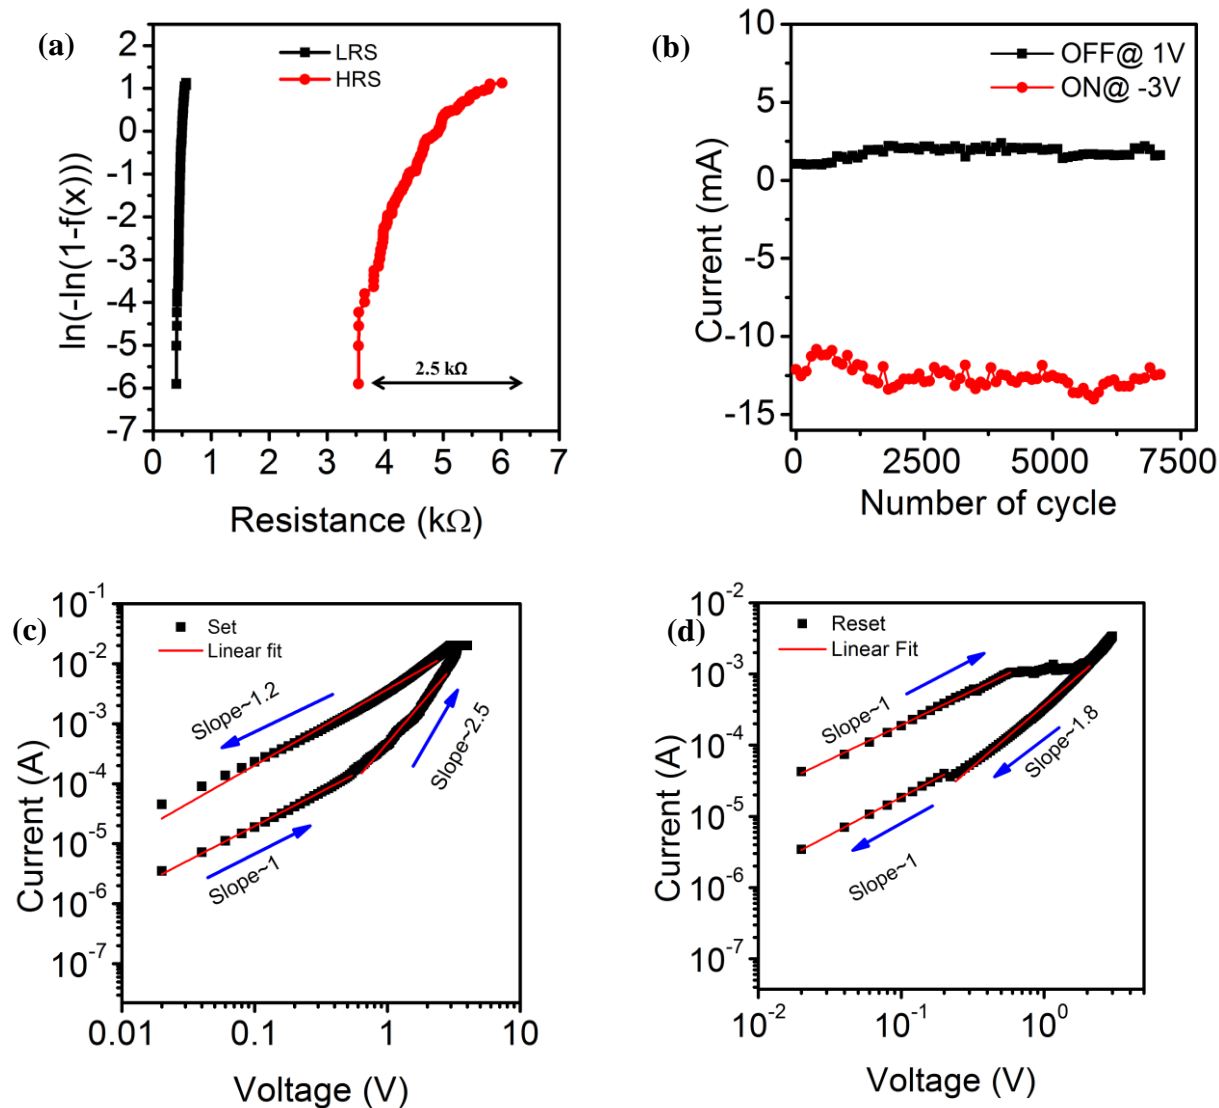 (a)
LRS
HRS
2
1
0
-1
-2
-3
-4
-5
-6
-7
ln(-ln(1-f(x)))
2.5 kΩ
0 1 2 3 4 5 6 7
Resistance (kΩ)
(b)
OFF@ 1V
ON@ -3V
10
5
0
-5
-10
-15
Current (mA)
0 2500 5000 7500
Number of cycle
(c)
Set
Linear fit
Slope~1.2
Slope~2.5
Slope~1
10⁻¹
10⁻²
10⁻³
10⁻⁴
10⁻⁵
10⁻⁶
10⁻⁷
Current (A)
0.01 0.1 1 10
Voltage (V)
(d)
Reset
Linear Fit
Slope~1
Slope~1.8
Slope~1
10⁻²
10⁻³
10⁻⁴
10⁻⁵
10⁻⁶
10⁻⁷
Current (A)
10⁻² 10⁻¹ 10⁰
Voltage (V)